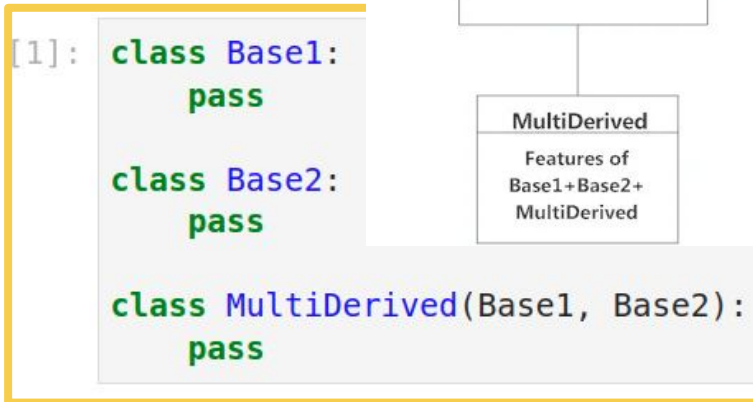 [1]: class Base1:
    pass
class Base2:
    pass
class MultiDerived(Base1, Base2):
    pass
MultiDerived
Features of
Base1+Base2+
MultiDerived